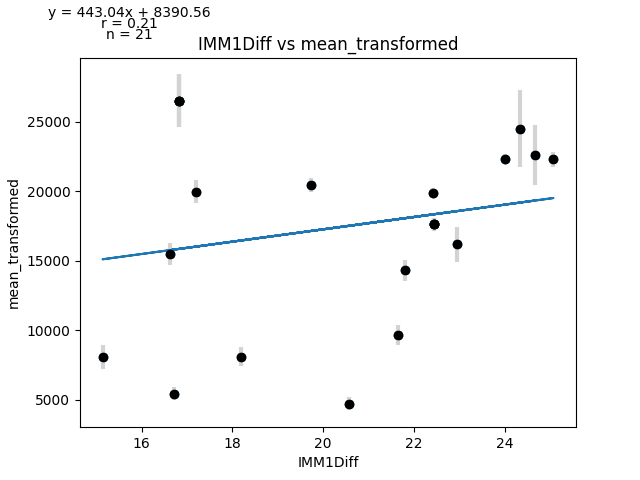 y = 443.04x + 8390.56
r = 0.21
n = 21
IMM1Diff vs mean_transformed
mean_transformed
25000
20000
15000
10000
5000
16 18 20 22 24
IMM1Diff